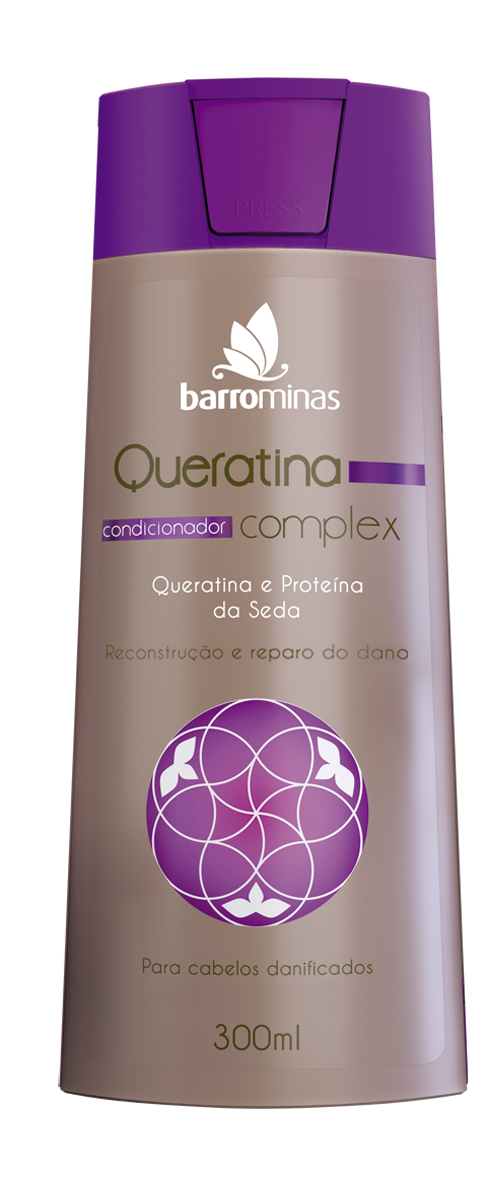 PRESS
barrominas
Queratina
condicionador complex
Queratina e Proteína
da Seda
Reconstrução e reparo do dano
Para cabelos danificados
300ml